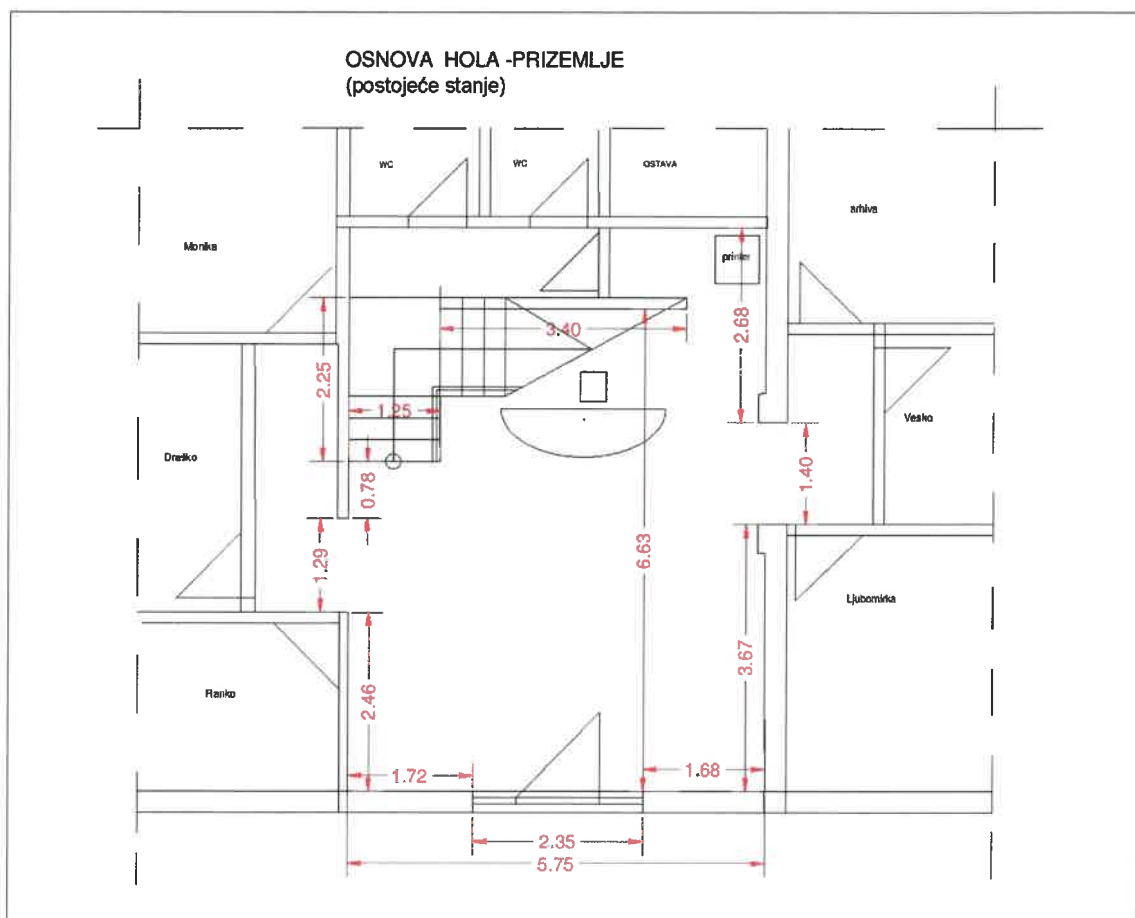 OSNOVA HOLA -PRIZEMLJE
(postojeće stanje)
WC
WC
OSTAVA
arhiva
Monika
printer
3.40
2.68
2.25
1.25
Vesko
Draško
0.78
1.40
6.63
1.29
Ljubomirka
3.67
Ranko
2.46
1.72
1.68
2.35
5.75